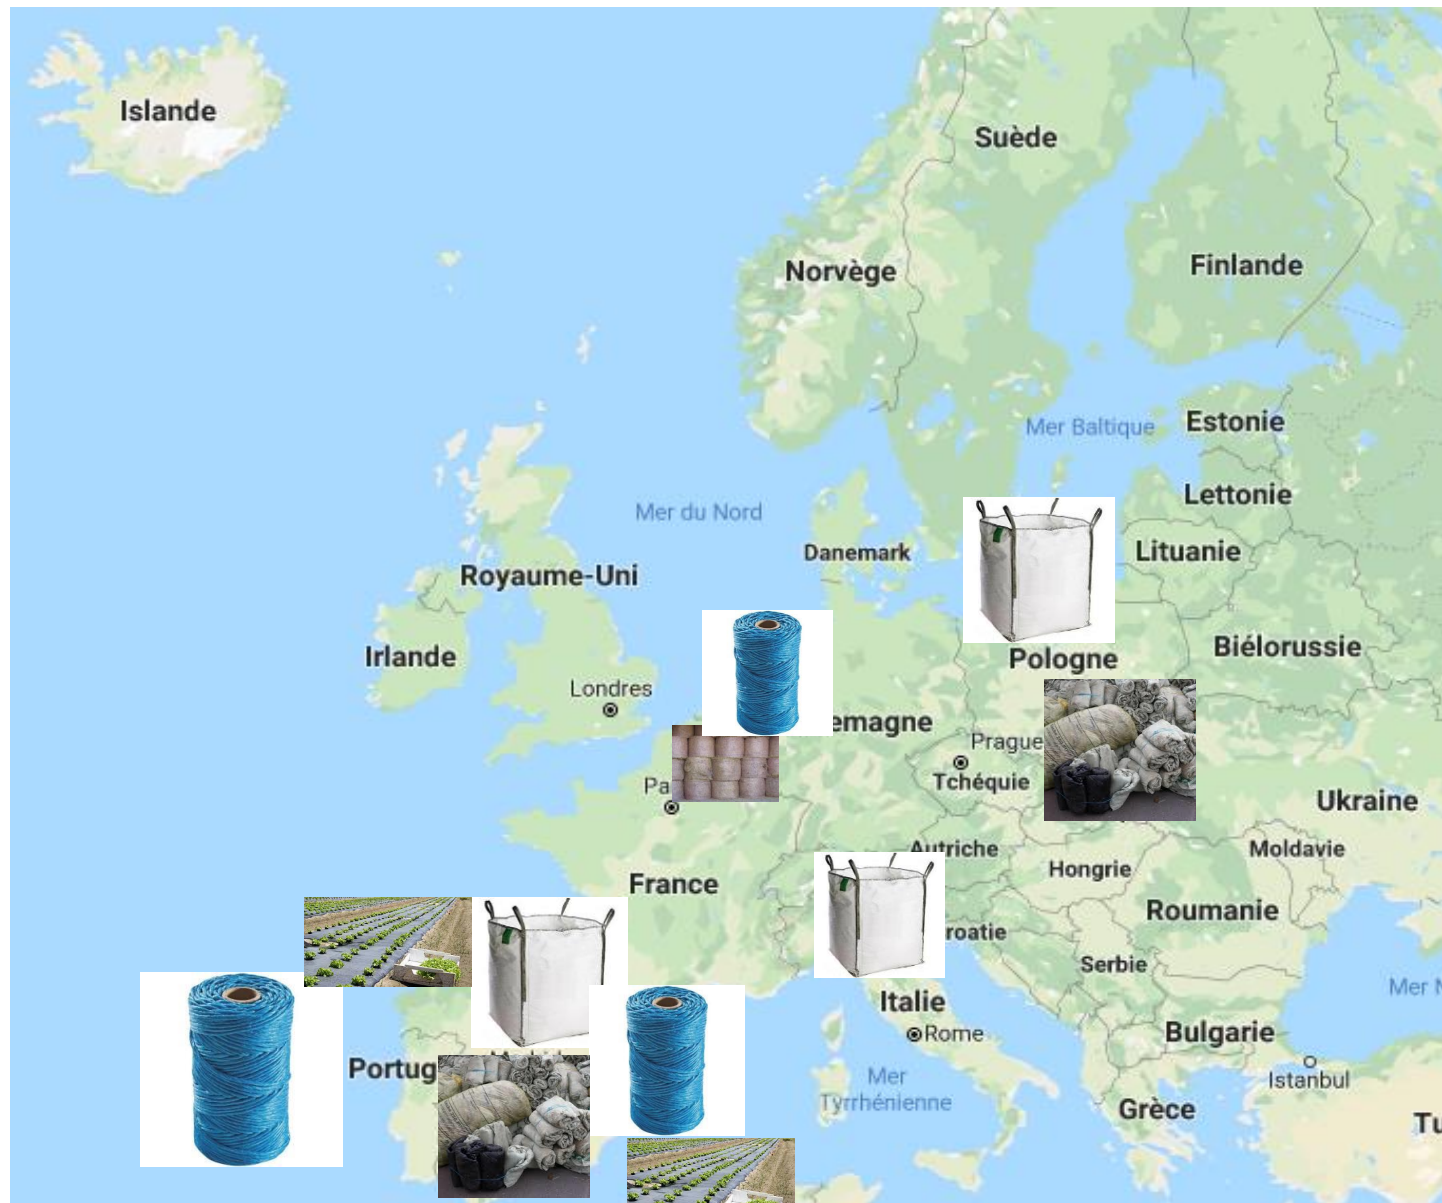 Islande
Suède
Norvège
Finlande
Mer Baltique
Estonie
Lettonie
Mer du Nord
Danemark
Lituanie
Royaume-Uni
Irlande
Pologne
Biélorussie
Londres
emagne
Prague
Tchéquie
Pa
Ukraine
Autriche
Hongrie
Moldavie
France
Roumanie
roatie
Serbie
Mer N
Italie
Rome
Bulgarie
Portug
Mer
Tyrrhénienne
Istanbul
Grèce
Tu